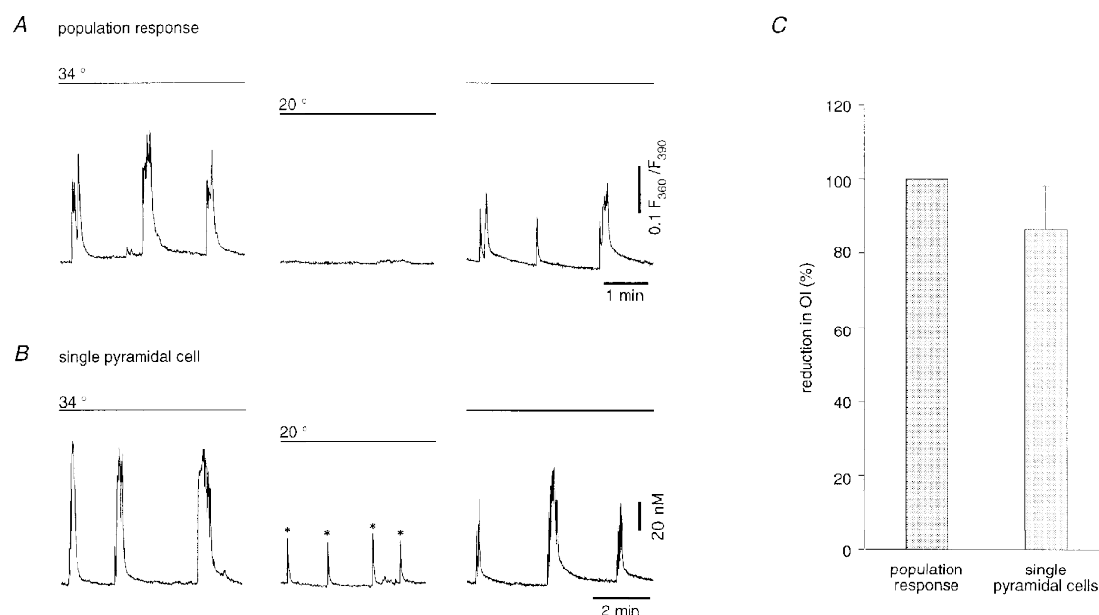 A population response
34 °
20 °
0.1 F360/F390
1 min
B single pyramidal cell
34 °
20 °
* * * *
20 nM
2 min
C
reduction in OI (%)
120
100
80
60
40
20
0
population
response
single
pyramidal cells